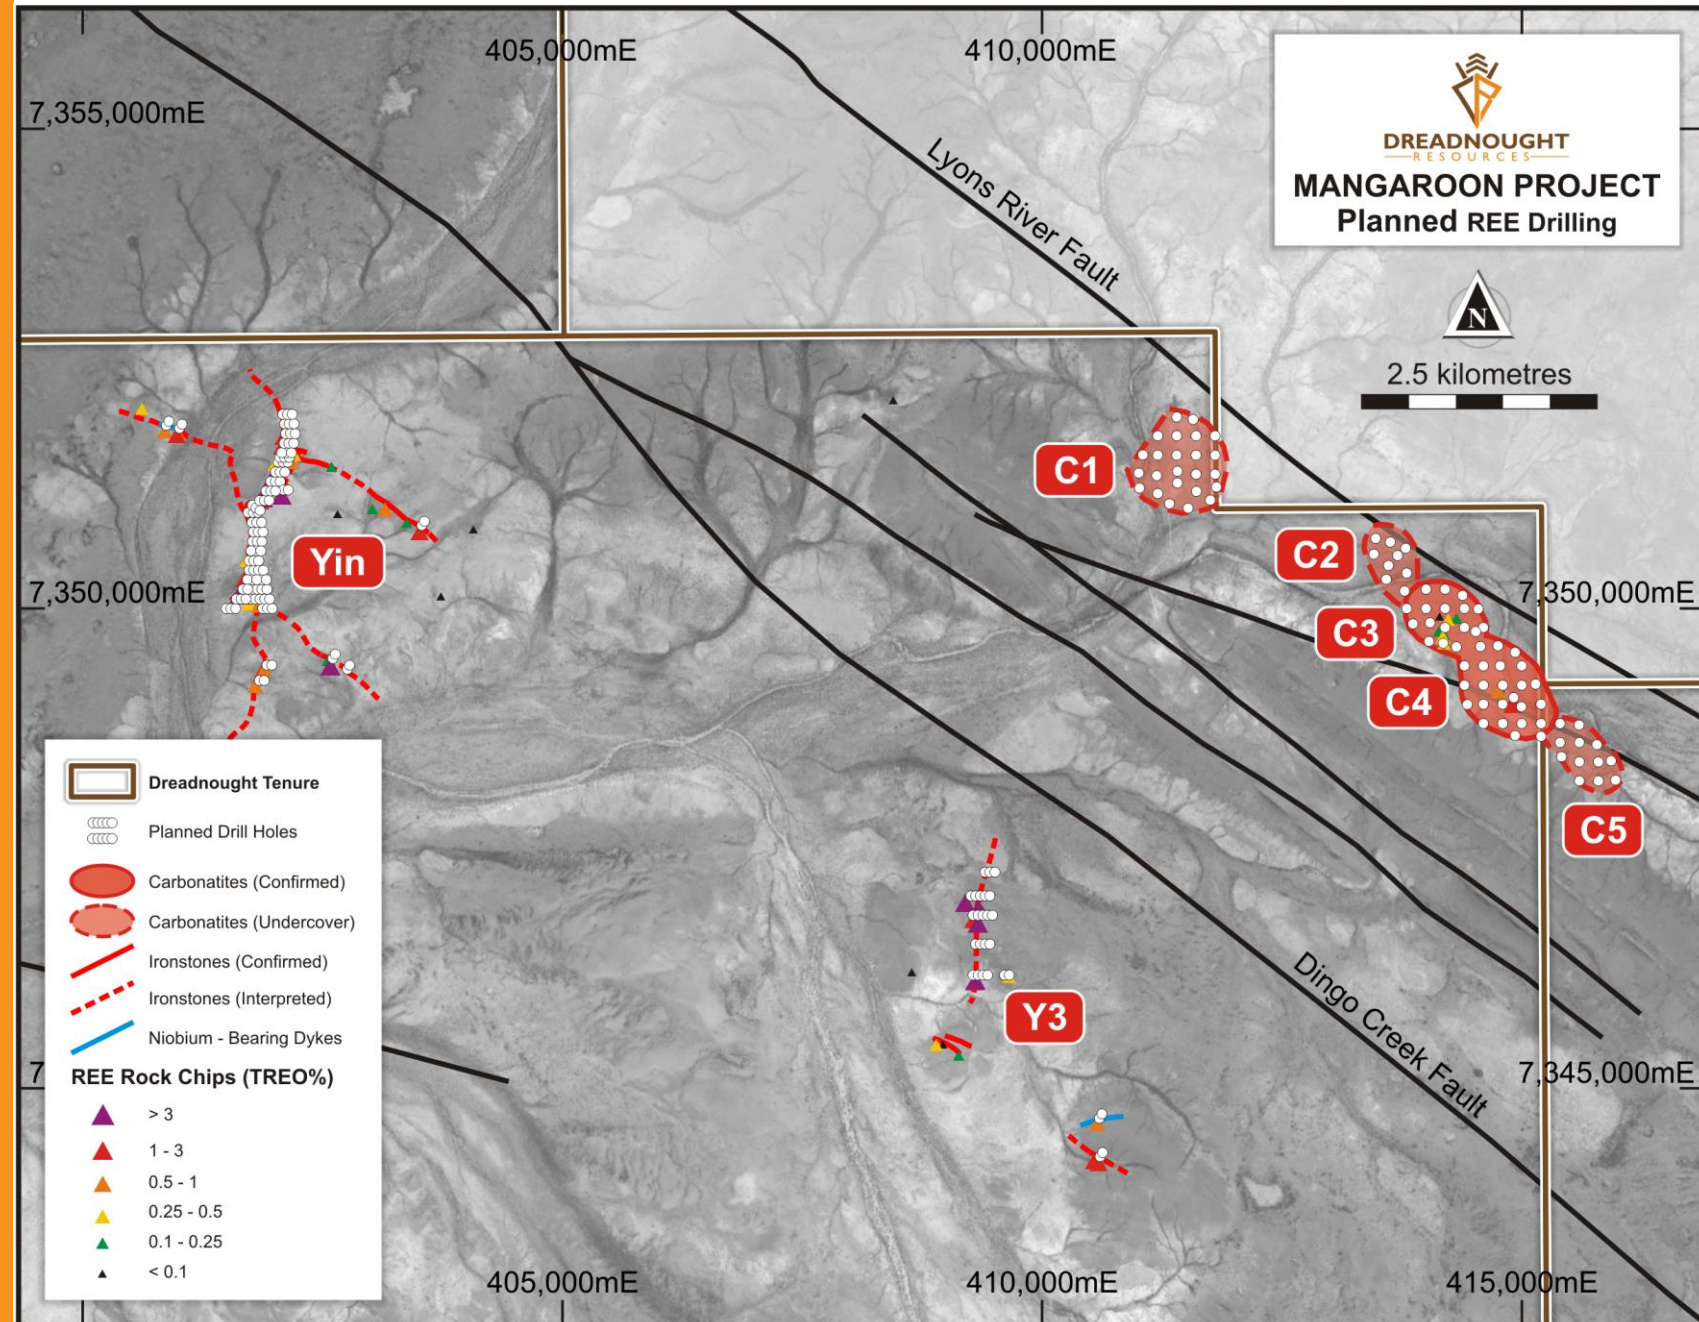 405,000mE
410,000mE
7,355,000mE
DREADNOUGHT
RESOURCES
MANGAROON PROJECT
Planned REE Drilling
Lyons River Fault
N
2.5 kilometres
C1
Yin
C2
7,350,000mE
7,350,000mE
C3
C4
C5
Dreadnought Tenure
Planned Drill Holes
Carbonatites (Confirmed)
Carbonatites (Undercover)
Ironstones (Confirmed)
Ironstones (Interpreted)
Niobium - Bearing Dykes
REE Rock Chips (TREO%)
> 3
1 - 3
0.5 - 1
0.25 - 0.5
0.1 - 0.25
< 0.1
Y3
Dingo Creek Fault
7
7,345,000mE
405,000mE
410,000mE
415,000mE